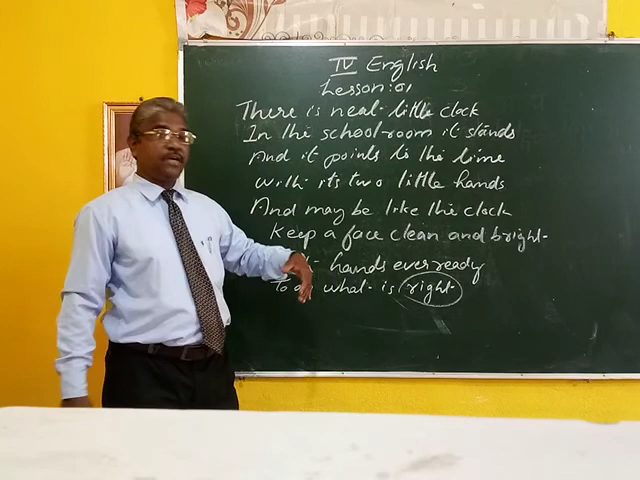 IV English
Lesson: 01
There is neat little clock
In the schoolroom it stands
And it points to the time
with its two little hands
And may be like the clock
Keep a face clean and bright
hands ever ready
To what is right